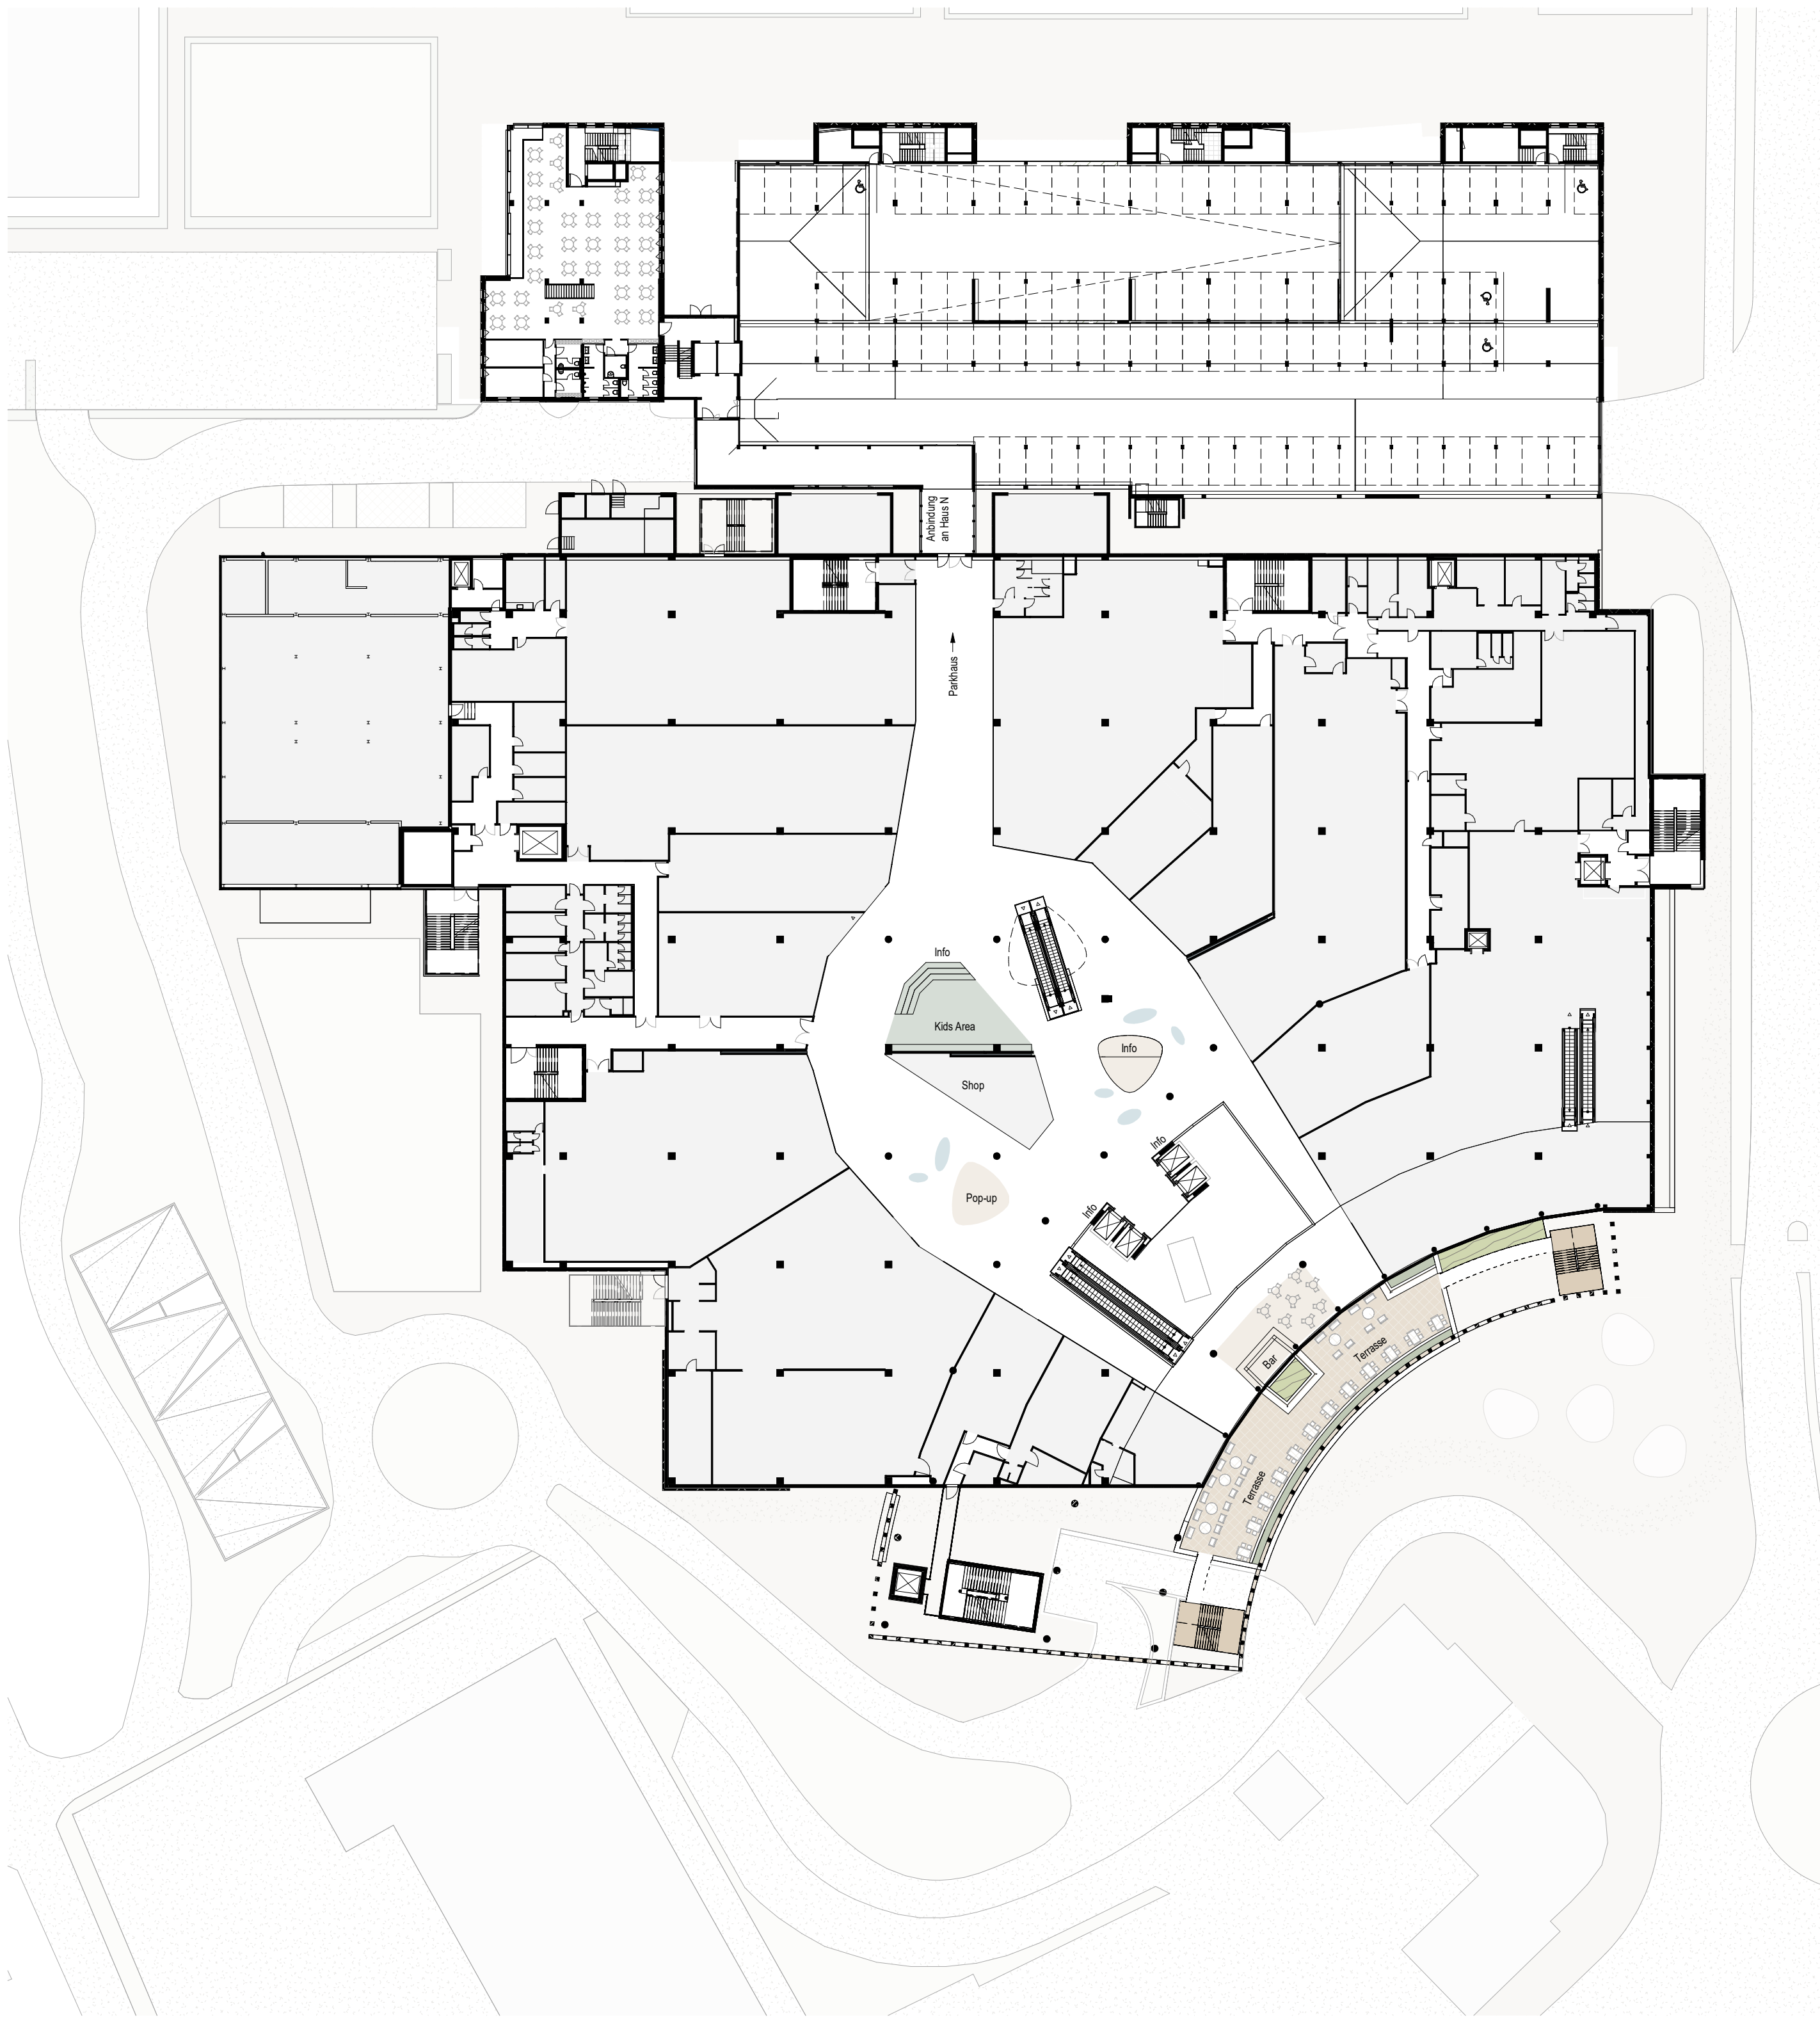 Anbindung
an Haus N
Parkhaus
Info
Kids Area
Info
Shop
Info
Pop-up
Info
Terrasse
Bar
Terrasse